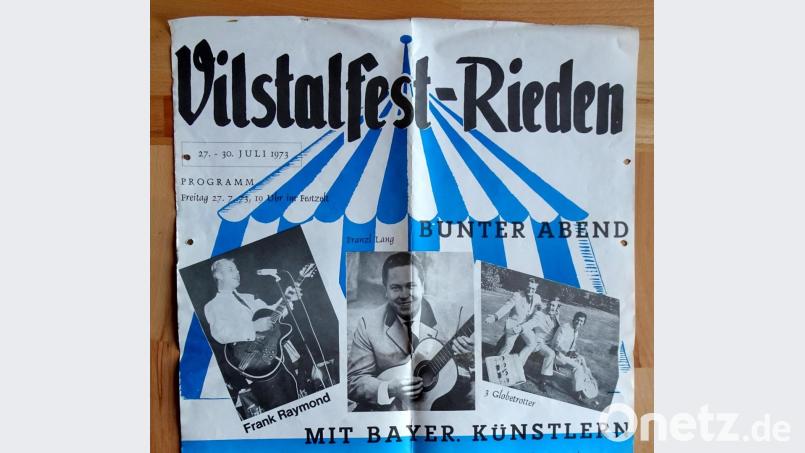 Vilstalfest-Rieden
27. - 30. JULI 1973
PROGRAMM
Freitag 27. 7. 73, 10 Uhr im Festzelt
BUNTER ABEND
Franzl Lang
Frank Raymond
3 Globetrotter
MIT BAYER. KÜNSTLERN
Onetz.de